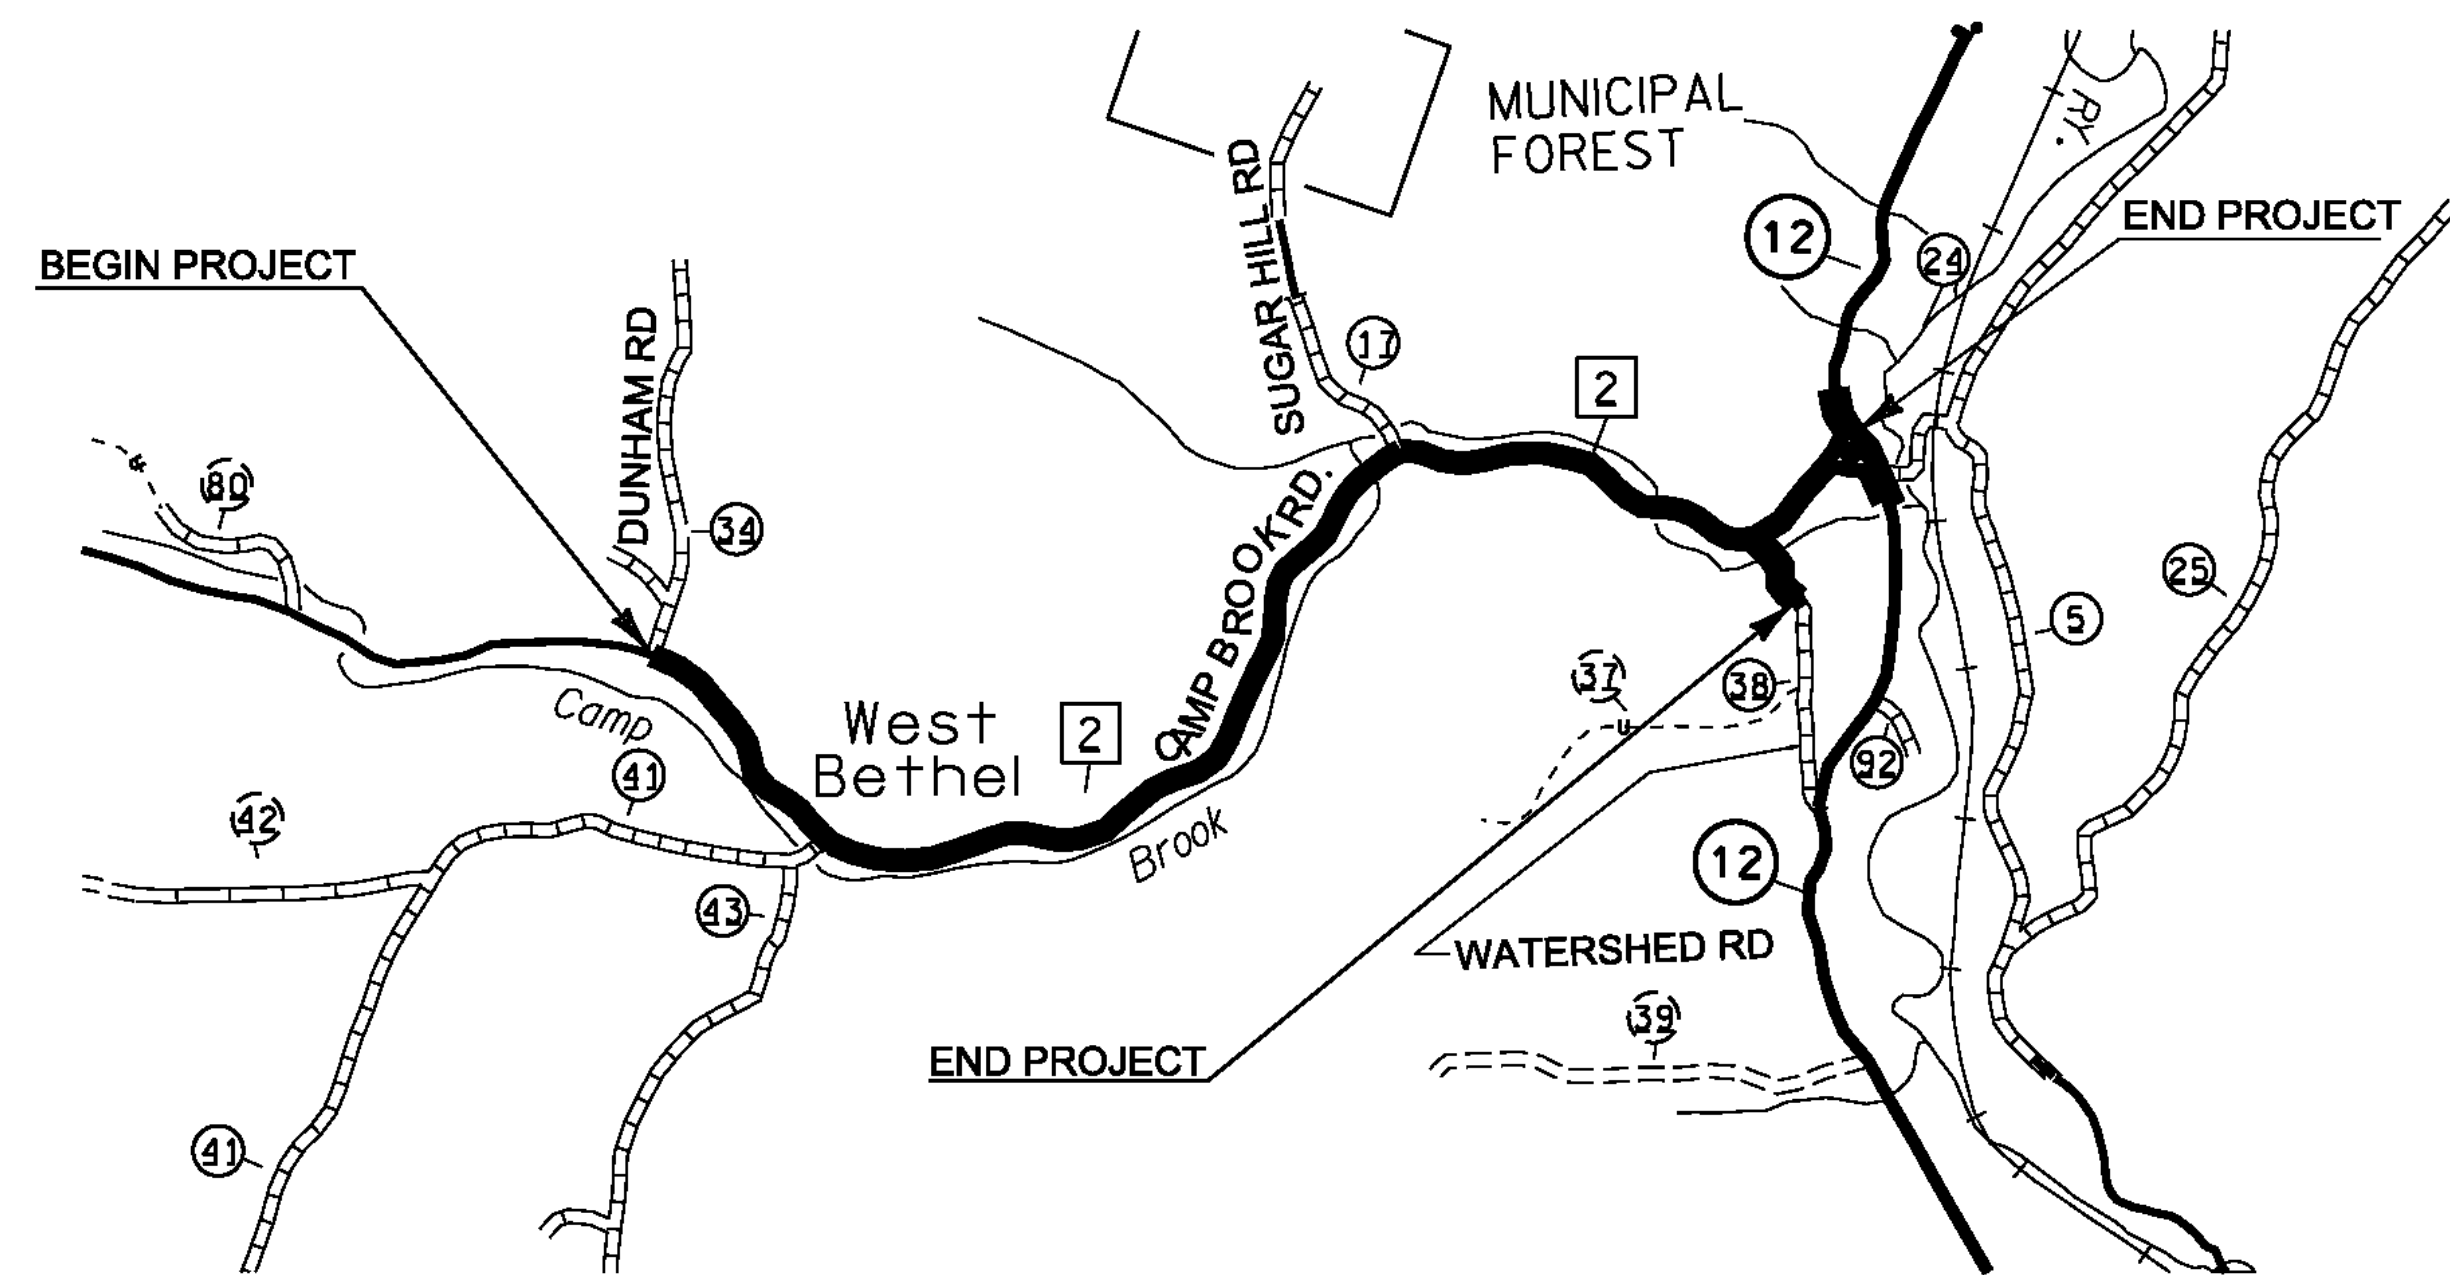 MUNICIPAL
FOREST
RY.
SUGAR HILL RD
12
24
END PROJECT
BEGIN PROJECT
DUNHAM RD
17
2
80
34
CAMP BROOK RD.
25
5
37
38
Camp
West
Bethel
2
41
92
42
Brook
12
43
WATERSHED RD
39
END PROJECT
41